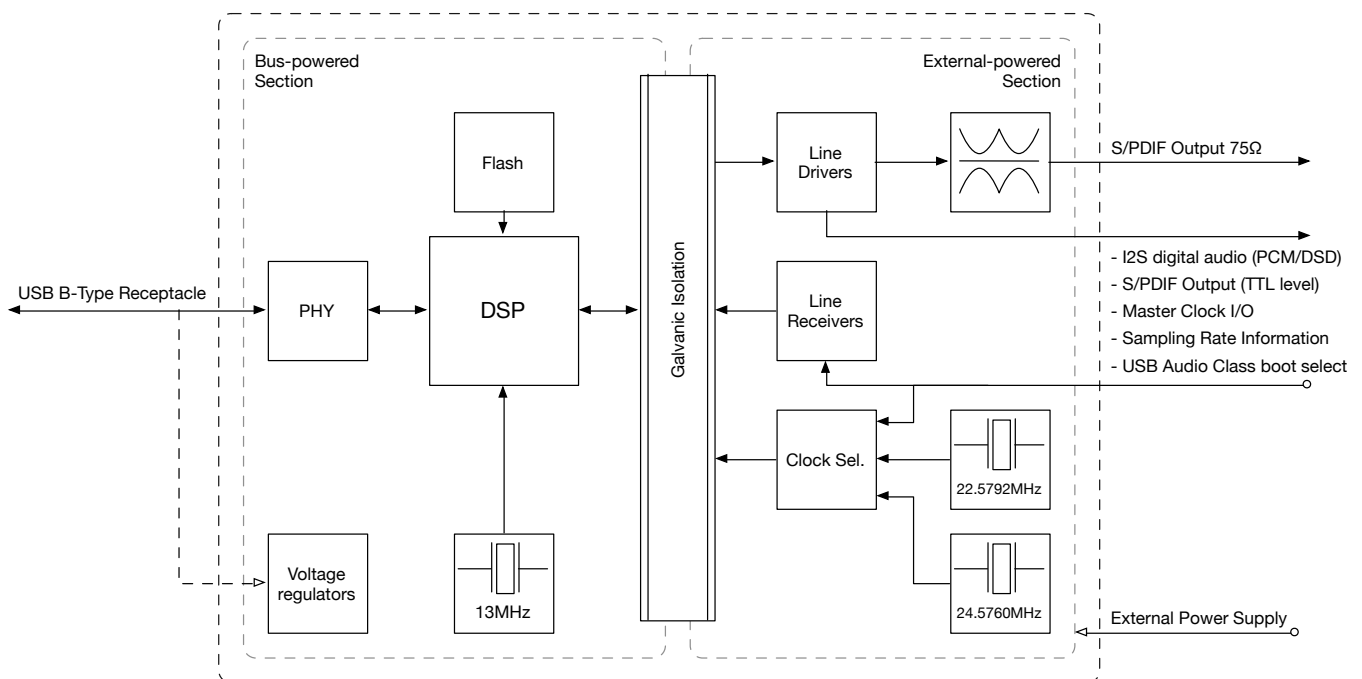 Bus-powered
Section
External-powered
Section
Flash
Line
Drivers
S/PDIF Output 75Ω
USB B-Type Receptacle
PHY
DSP
Galvanic Isolation
Line
Receivers
- I2S digital audio (PCM/DSD)
- S/PDIF Output (TTL level)
- Master Clock I/O
- Sampling Rate Information
- USB Audio Class boot select
Clock Sel.
22.5792MHz
Voltage
regulators
13MHz
24.5760MHz
External Power Supply